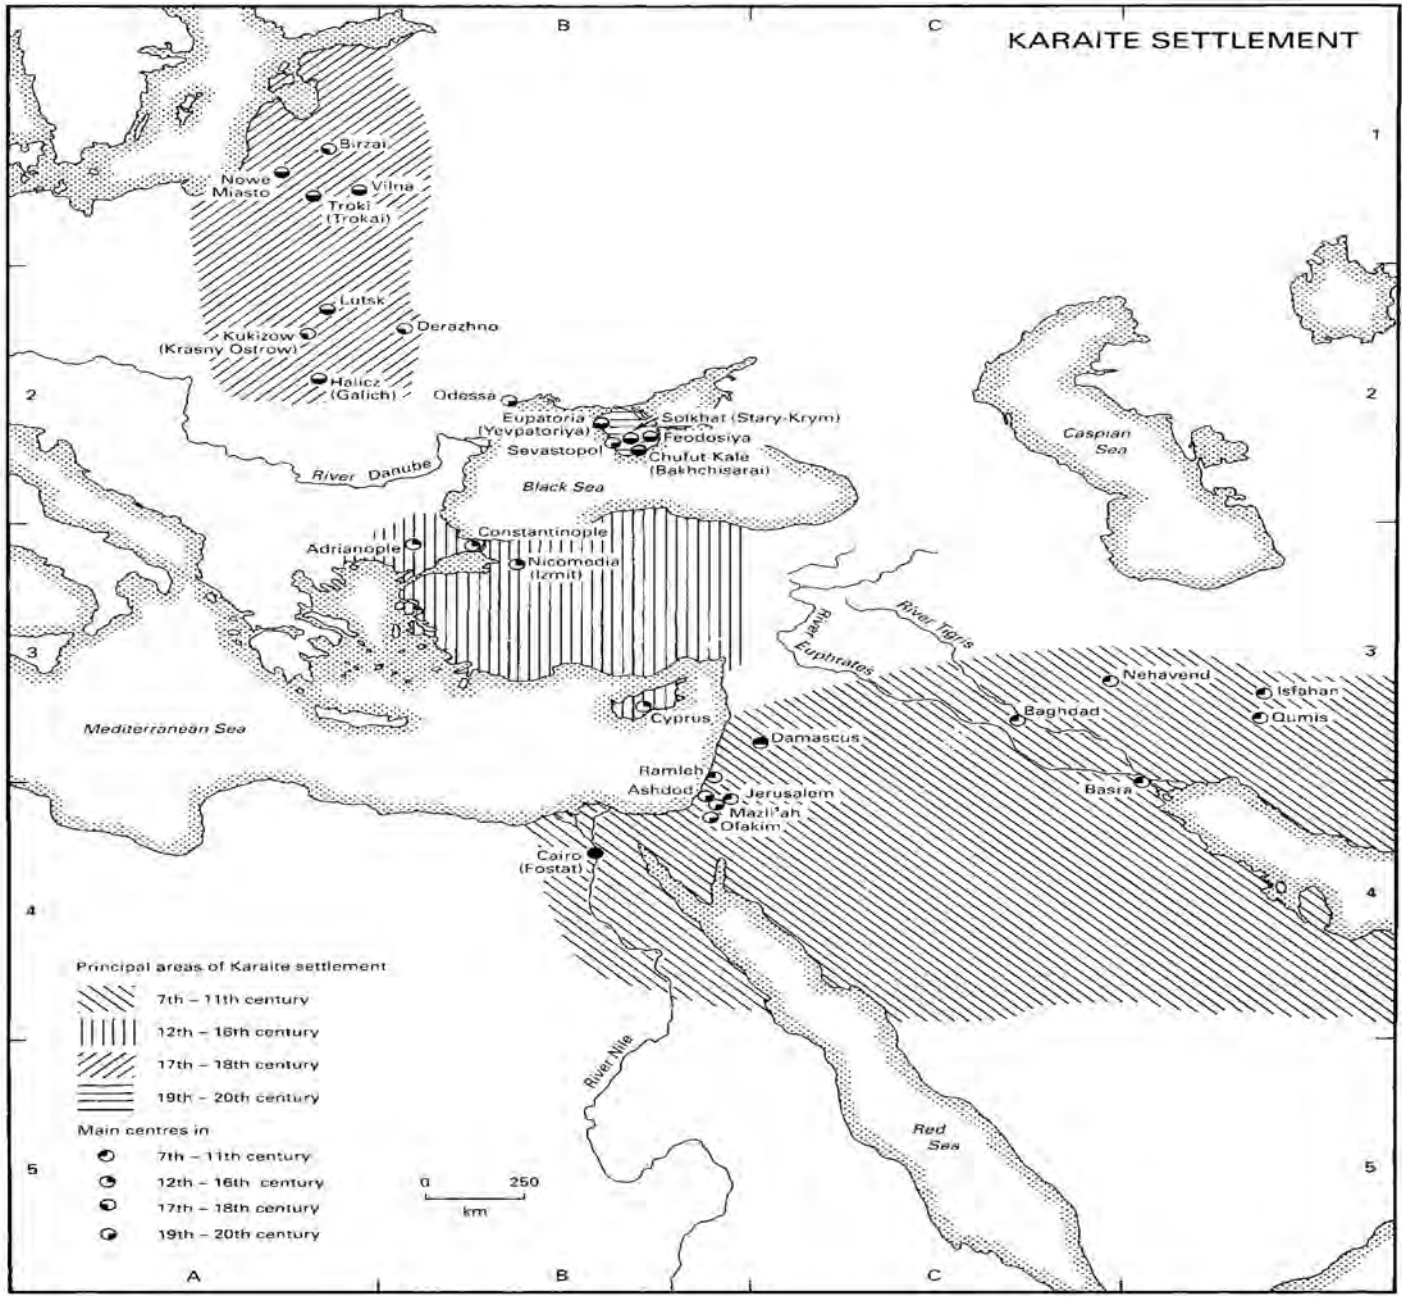 B
C
KARAITE SETTLEMENT
1
1
Birzai
Nowe
Miasto
Vilna
Troki
(Trokai)
Lutsk
Kukizow
(Krasny Ostrow)
Derazhno
Halicz
(Galich)
2
2
Odessa
Eupatoria
(Yevpatoriya)
Solkhat (Stary-Krym)
Feodosiya
Sevastopol
Chufut-Kale
(Bakhchisarai)
Caspian
Sea
River Danube
Black Sea
Constantinople
Adrianople
Nicomedia
(Izmit)
River Tigris
River
Euphrates
3
3
Nehavend
Isfahan
Qumis
Baghdad
Cyprus
Mediterranean Sea
Damascus
Ramleh
Ashdod
Jerusalem
Mazli'ah
Ofakim
Basra
Cairo
(Fostat)
4
4
Principal areas of Karaite settlement
7th – 11th century
12th – 16th century
17th – 18th century
19th – 20th century
Main centres in
7th – 11th century
12th – 16th century
17th – 18th century
19th – 20th century
River Nile
Red
Sea
0 250
km
5
5
A
B
C